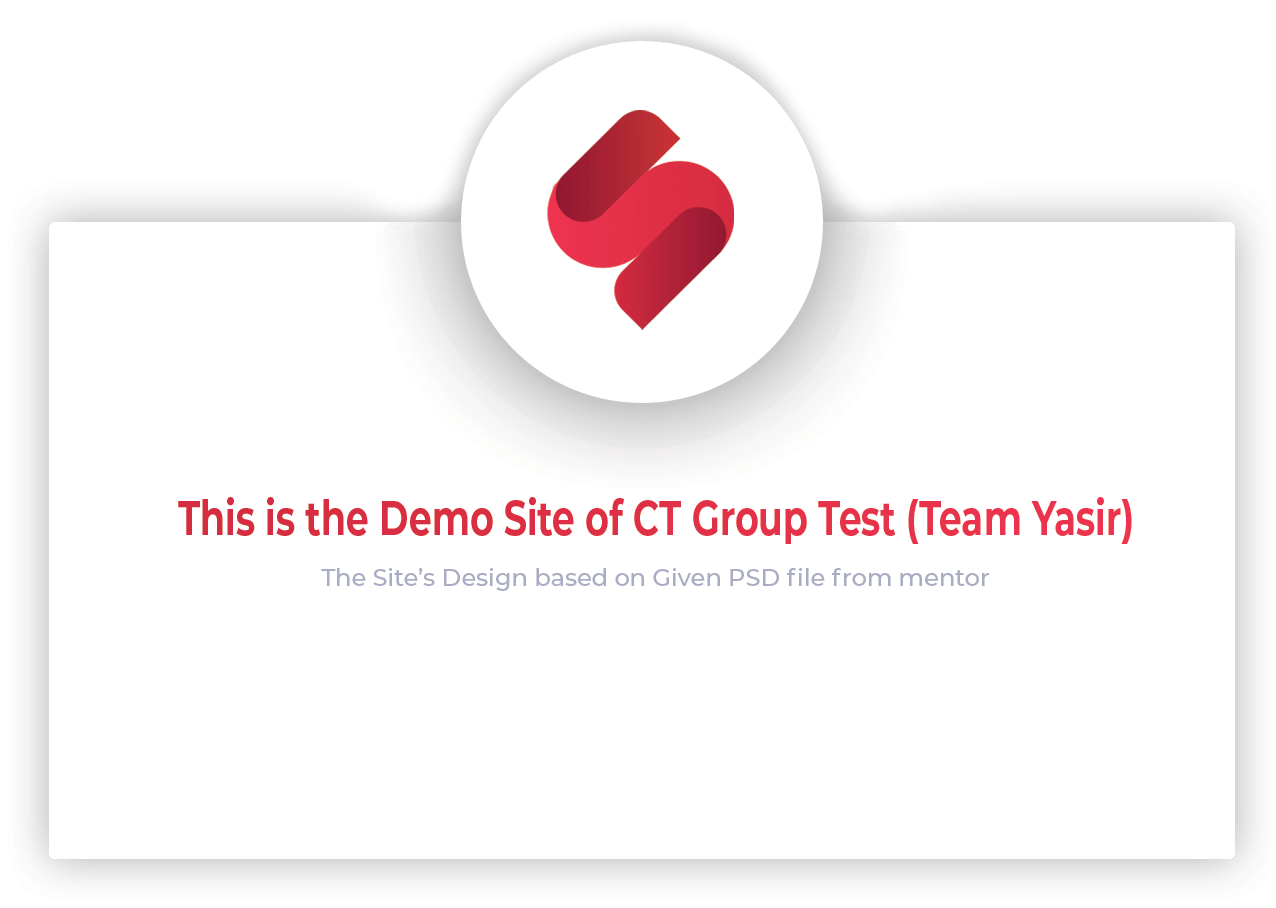 This is the Demo Site of CT Group Test (Team Yasir)
The Site’s Design based on Given PSD file from mentor